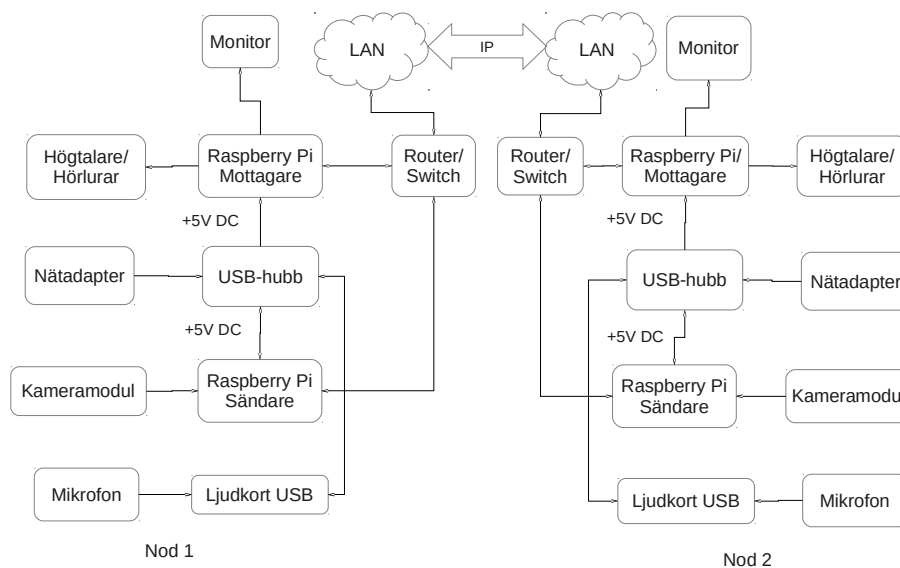 Monitor
LAN
IP
LAN
Monitor
Högtalare/
Hörlurar
Raspberry Pi
Mottagare
Router/
Switch
Router/
Switch
Raspberry Pi/
Mottagare
Högtalare/
Hörlurar
+5V DC
+5V DC
Nätadapter
USB-hubb
USB-hubb
Nätadapter
+5V DC
+5V DC
Kameramodul
Raspberry Pi
Sändare
Raspberry Pi
Sändare
Kameramodul
Mikrofon
Ljudkort USB
Ljudkort USB
Mikrofon
Nod 1
Nod 2